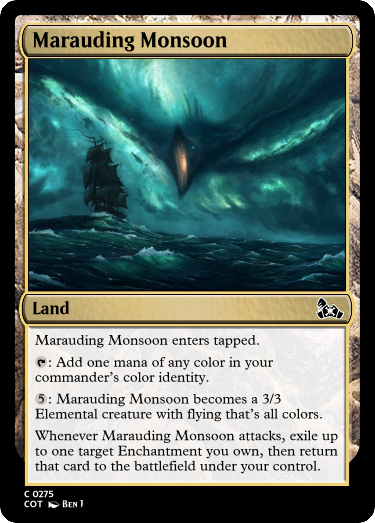 Marauding Monsoon
Land
Marauding Monsoon enters tapped.
: Add one mana of any color in your
commander's color identity.
5: Marauding Monsoon becomes a 3/3
Elemental creature with flying that's all colors.
Whenever Marauding Monsoon attacks, exile up
to one target Enchantment you own, then return
that card to the battlefield under your control.
C 0275
COT BEN J